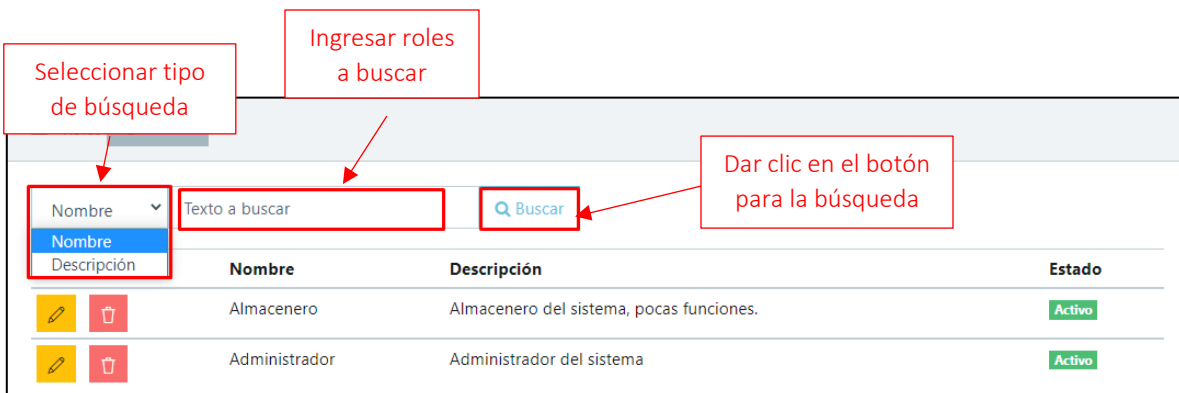 Ingresar roles
a buscar
Seleccionar tipo
de búsqueda
Dar clic en el botón
para la búsqueda
Nombre
Texto a buscar
Buscar
Nombre
Descripción
Nombre Descripción Estado
Almacenero Almacenero del sistema, pocas funciones. Activo
Administrador Administrador del sistema Activo